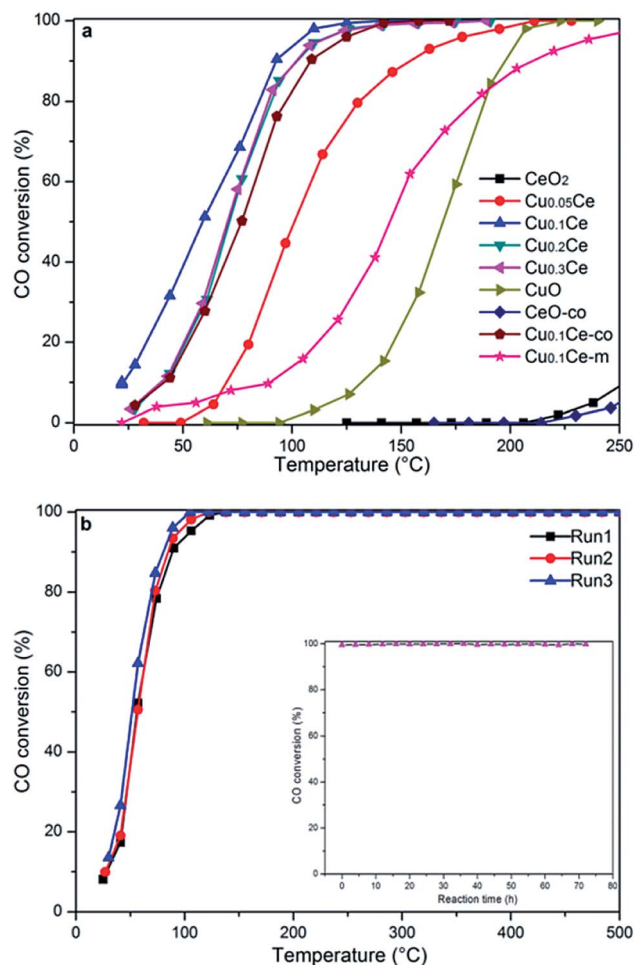 a
CO conversion (%)
100
80
60
40
20
0
CeO₂
Cu₀.₀₅Ce
Cu₀.₁Ce
Cu₀.₂Ce
Cu₀.₃Ce
CuO
CeO-co
Cu₀.₁Ce-co
Cu₀.₁Ce-m
0 50 100 150 200 250
Temperature (°C)
b
CO conversion (%)
100
80
60
40
20
0
Run1
Run2
Run3
CO conversion (%)
100
80
60
40
20
0
0 10 20 30 40 50 60 70 80
Reaction time (h)
0 100 200 300 400 500
Temperature (°C)